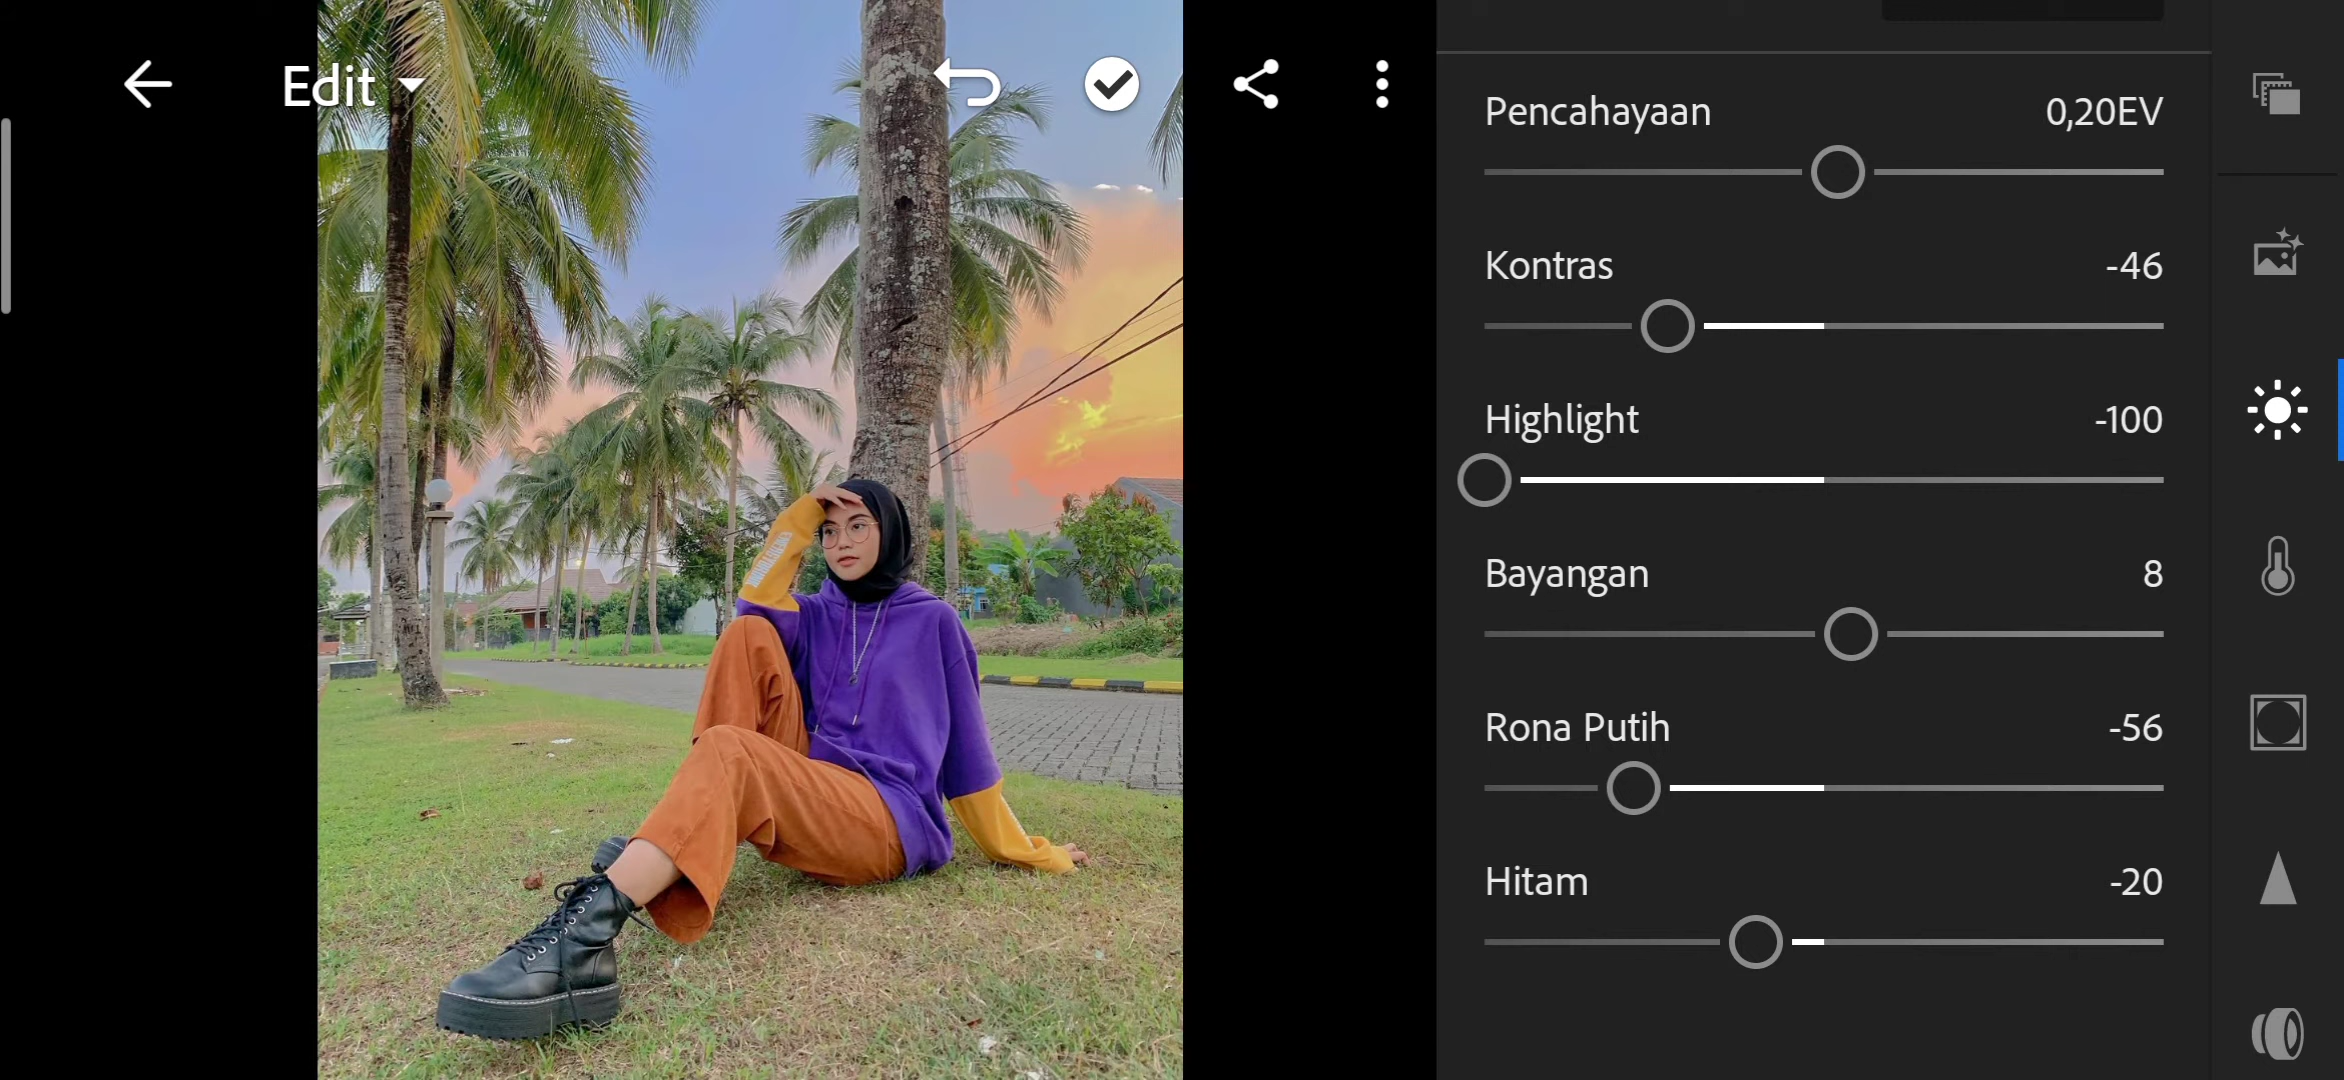 Edit
Pencahayaan 0,20EV
Kontras -46
Highlight -100
Bayangan 8
Rona Putih -56
Hitam -20